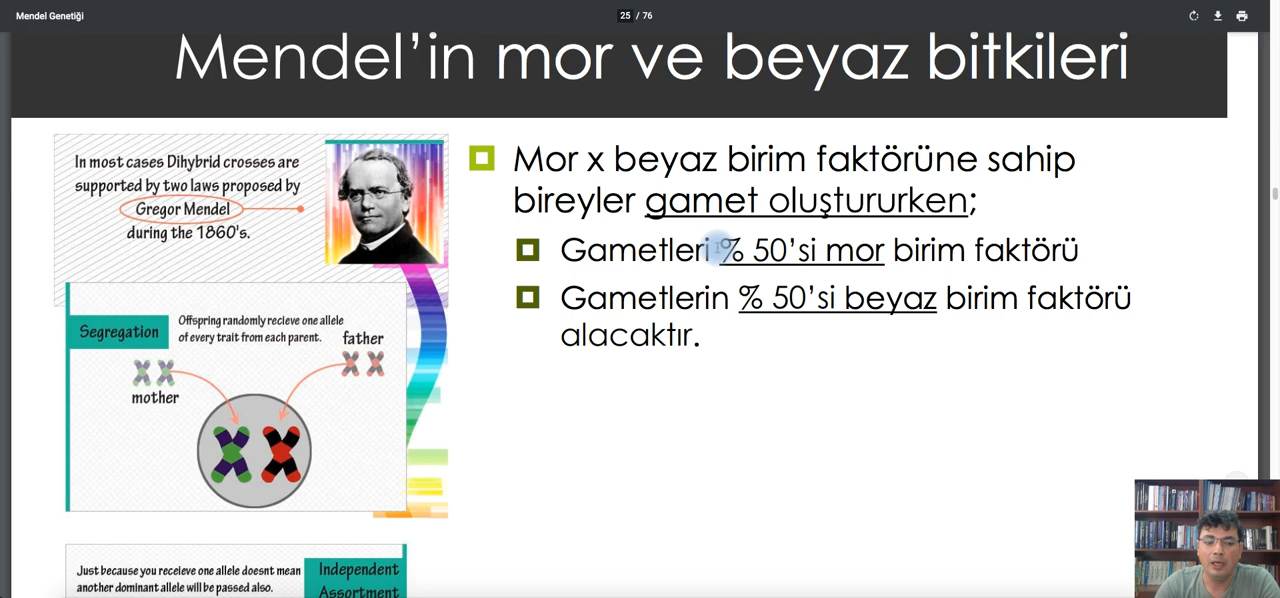 Mendel Genetiği
25 / 76
Mendel'in mor ve beyaz bitkileri
In most cases Dihybrid crosses are
supported by two laws proposed by
Gregor Mendel
during the 1860's.
Segregation
Offspring randomly recieve one allele
of every trait from each parent.
father
mother
Just because you receieve one allele doesnt mean
another dominant allele will be passed also.
Independent
Assortment
Mor x beyaz birim faktörüne sahip
bireyler gamet oluştururken;
Gametleri % 50'si mor birim faktörü
Gametlerin % 50'si beyaz birim faktörü
alacaktır.